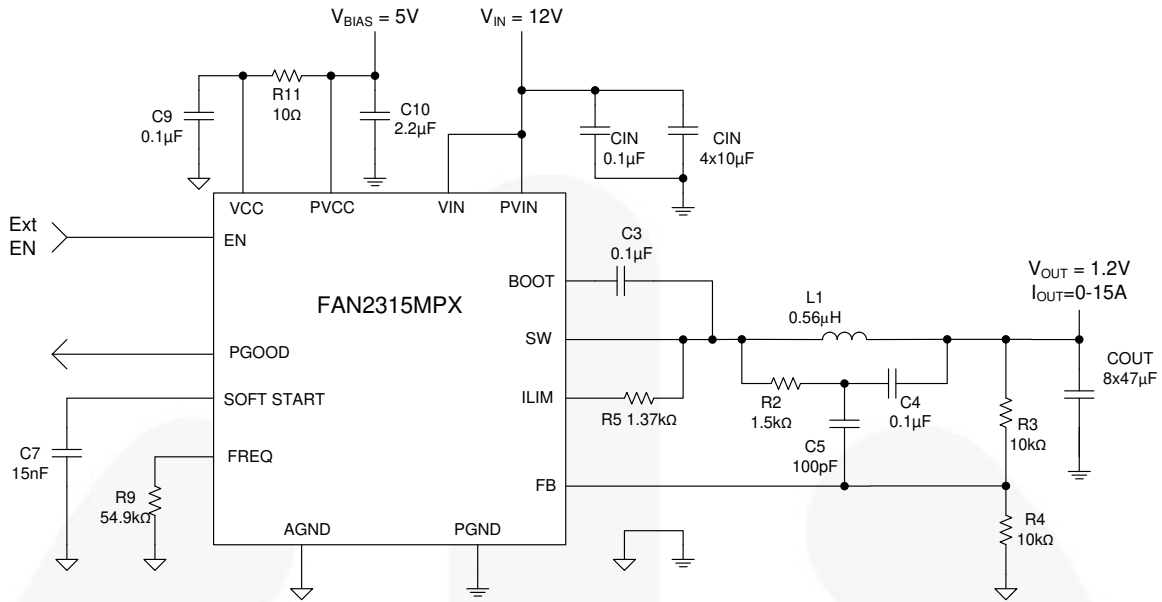 V_BIAS = 5V
V_IN = 12V
C9
0.1µF
R11
10Ω
C10
2.2µF
CIN
0.1µF
CIN
4x10µF
VCC
PVCC
VIN
PVIN
Ext
EN
EN
PGOOD
SOFT START
FREQ
AGND
PGND
FAN2315MPX
BOOT
SW
ILIM
FB
C7
15nF
R9
54.9kΩ
C3
0.1µF
R5 1.37kΩ
L1
0.56µH
R2
1.5kΩ
C4
0.1µF
C5
100pF
V_OUT = 1.2V
I_OUT=0-15A
COUT
8x47µF
R3
10kΩ
R4
10kΩ